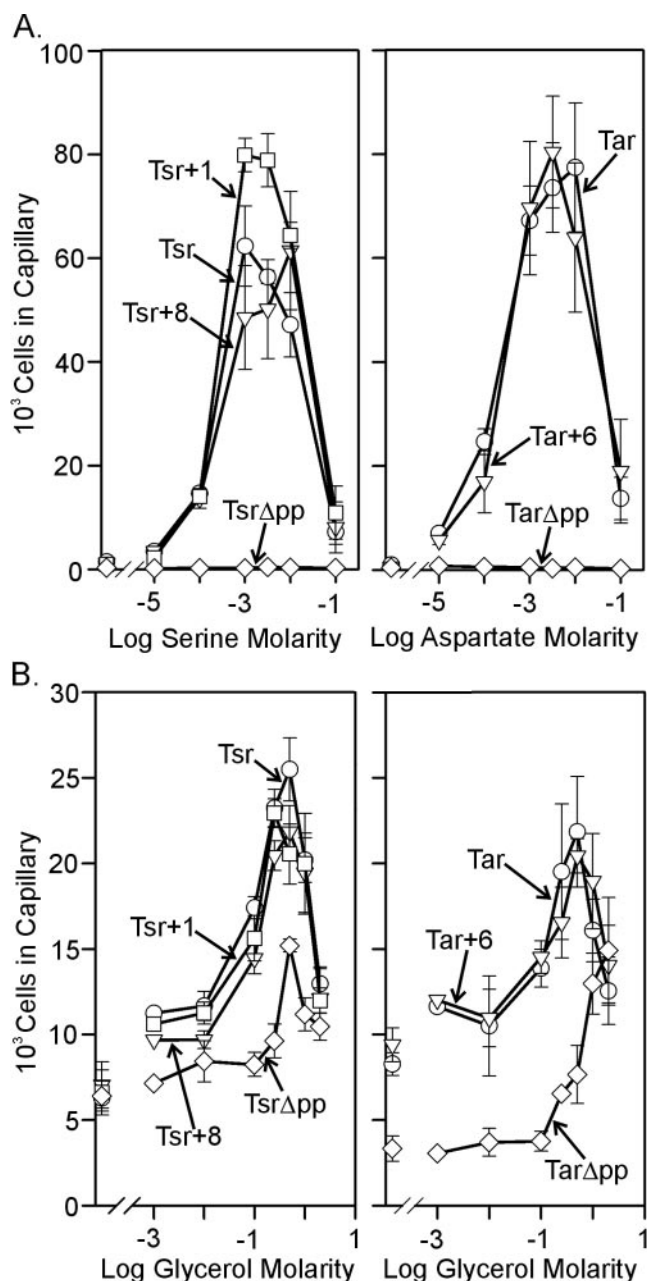 A.
100
80
60
40
20
0
10³ Cells in Capillary
Tsr+1
Tsr
Tsr+8
TsrΔpp
-5
-3
-1
Log Serine Molarity
Tar
Tar+6
TarΔpp
-5
-3
-1
Log Aspartate Molarity
B.
30
25
20
15
10
5
0
10³ Cells in Capillary
Tsr
Tsr+1
Tsr+8
TsrΔpp
-3
-1
1
Log Glycerol Molarity
Tar
Tar+6
TarΔpp
-3
-1
1
Log Glycerol Molarity